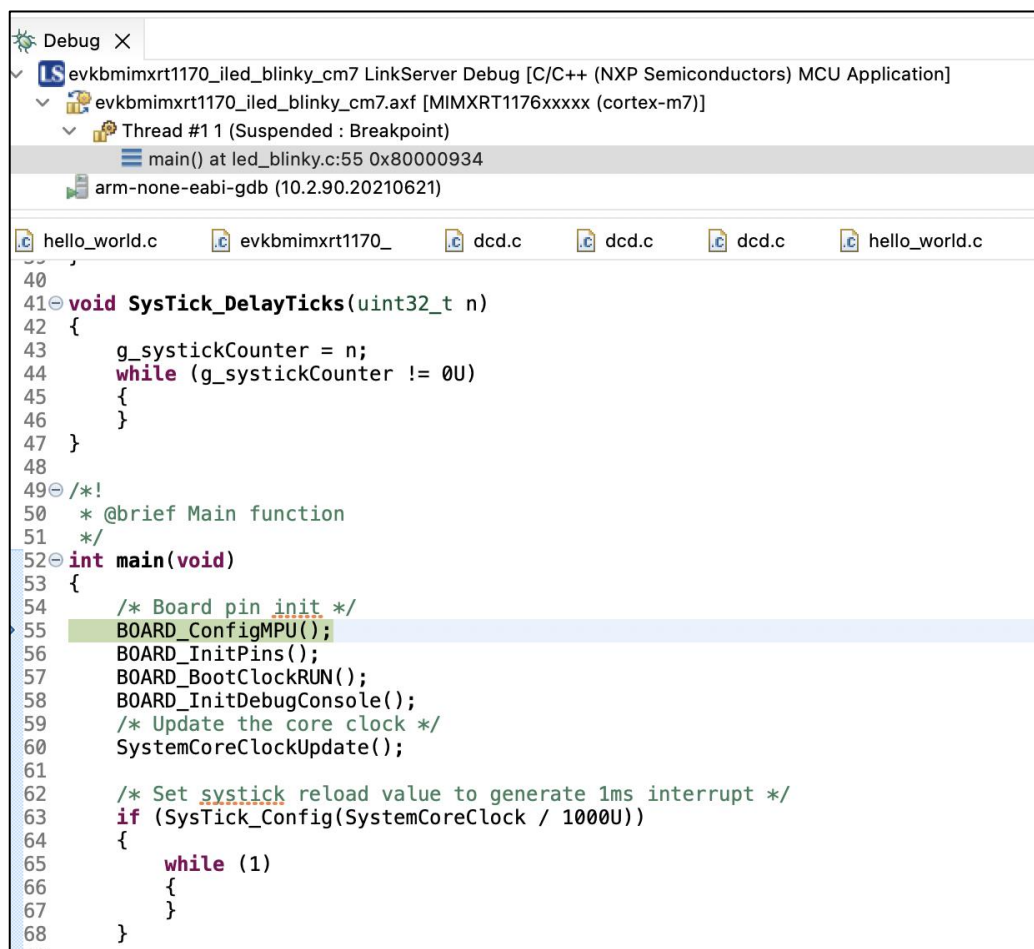 Debug
LS evkbmimxrt1170_iled_blinky_cm7 LinkServer Debug [C/C++ (NXP Semiconductors) MCU Application]
evkbmimxrt1170_iled_blinky_cm7.axf [MIMXRT1176xxxxx (cortex-m7)]
Thread #1 1 (Suspended : Breakpoint)
main() at led_blinky.c:55 0x80000934
arm-none-eabi-gdb (10.2.90.20210621)
.c hello_world.c .c evkbmimxrt1170_ .c dcd.c .c dcd.c .c dcd.c .c hello_world.c
39 }
40
41 void SysTick_DelayTicks(uint32_t n)
42 {
43 g_systickCounter = n;
44 while (g_systickCounter != 0U)
45 {
46 }
47 }
48
49 /*!
50 * @brief Main function
51 */
52 int main(void)
53 {
54 /* Board pin init */
55 BOARD_ConfigMPU();
56 BOARD_InitPins();
57 BOARD_BootClockRUN();
58 BOARD_InitDebugConsole();
59 /* Update the core clock */
60 SystemCoreClockUpdate();
61
62 /* Set systick reload value to generate 1ms interrupt */
63 if (SysTick_Config(SystemCoreClock / 1000U))
64 {
65 while (1)
66 {
67 }
68 }